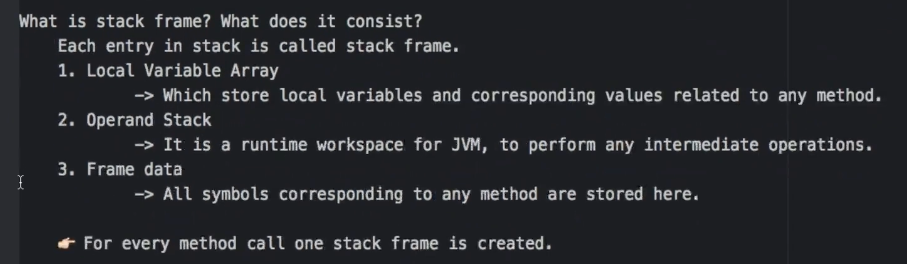 What is stack frame? What does it consist?
Each entry in stack is called stack frame.
1. Local Variable Array
–> Which store local variables and corresponding values related to any method.
2. Operand Stack
–> It is a runtime workspace for JVM, to perform any intermediate operations.
3. Frame data
–> All symbols corresponding to any method are stored here.
👉🏻 For every method call one stack frame is created.